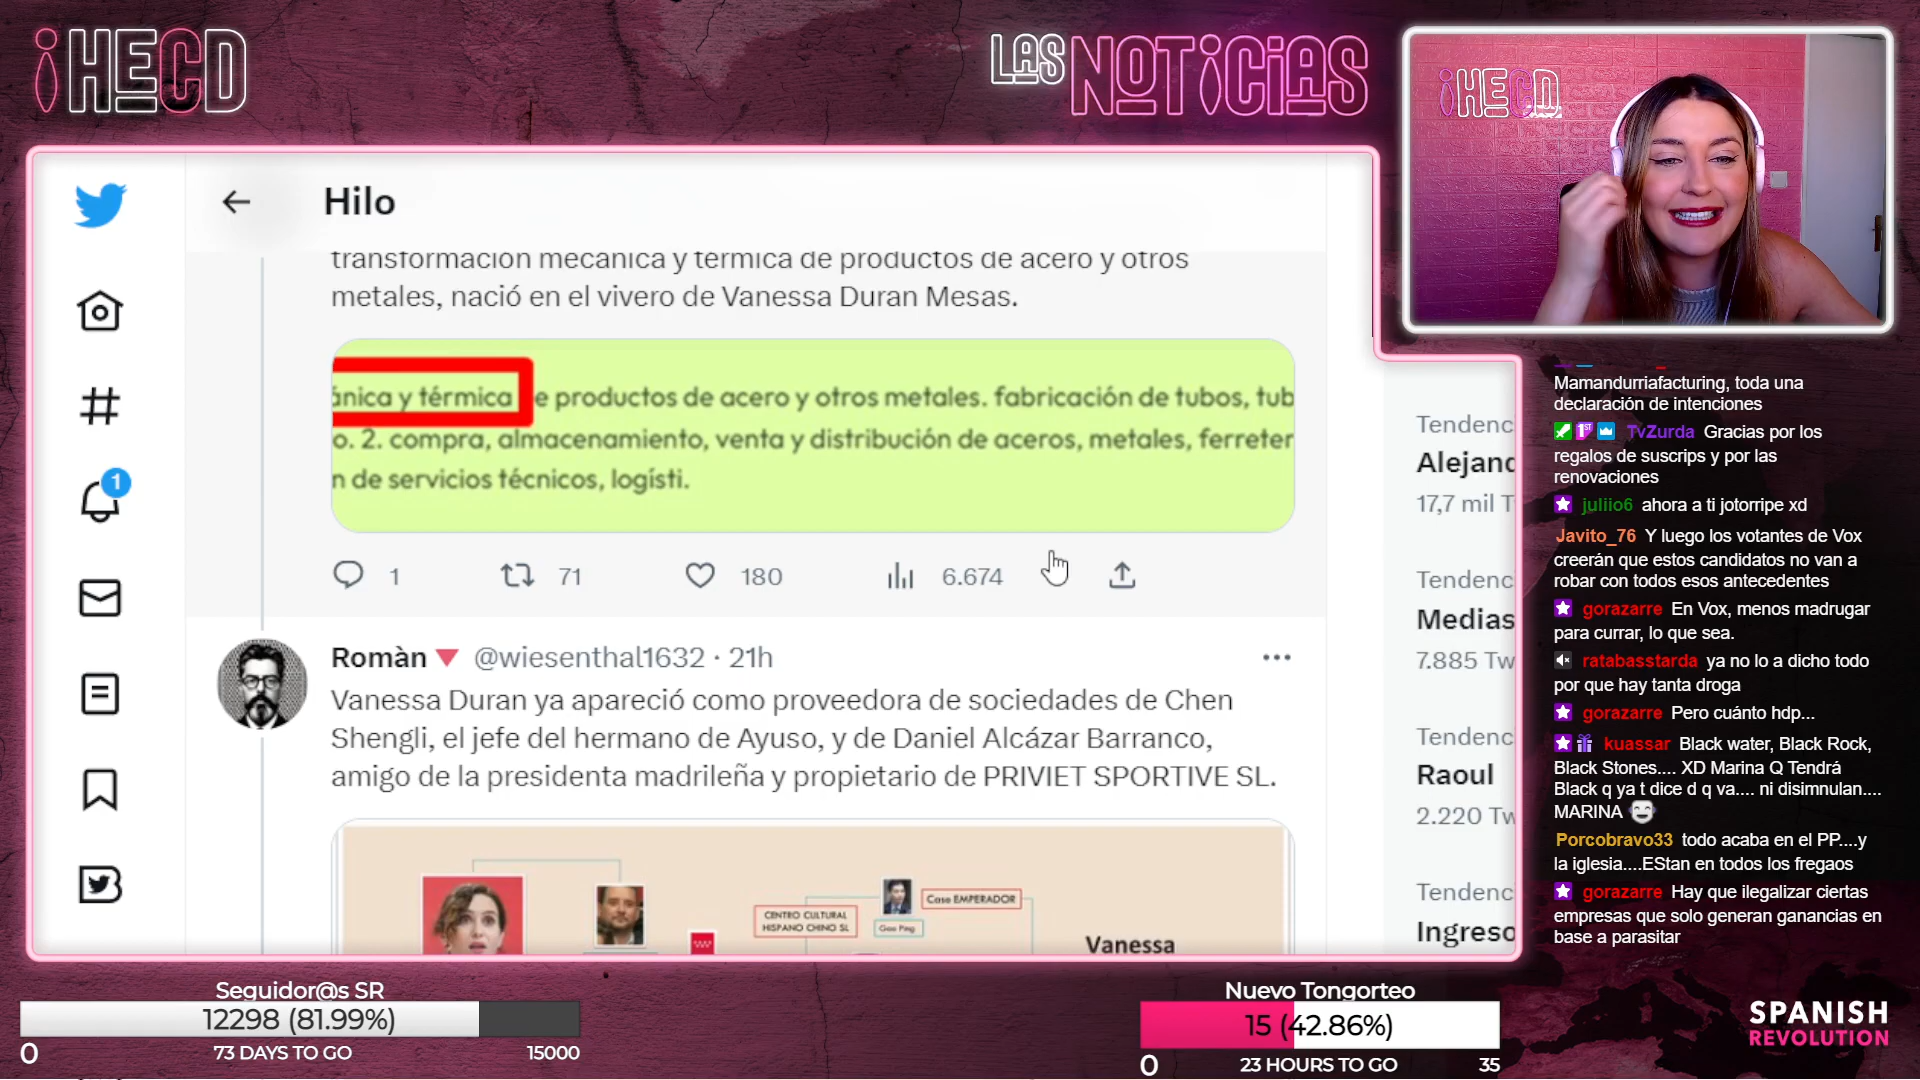 ¡HECD
LAS NOTICIAS
¡HECD
Hilo
transformación mecánica y térmica de productos de acero y otros
metales, nació en el vivero de Vanessa Duran Mesas.
ánica y térmica e productos de acero y otros metales. fabricación de tubos, tub
o. 2. compra, almacenamiento, venta y distribución de aceros, metales, ferreter
n de servicios técnicos, logísti.
1 71 180 6.674
1
Romàn @wiesenthal1632 · 21h
Vanessa Duran ya apareció como proveedora de sociedades de Chen
Shengli, el jefe del hermano de Ayuso, y de Daniel Alcázar Barranco,
amigo de la presidenta madrileña y propietario de PRIVIET SPORTIVE SL.
CENTRO CULTURAL
HISPANO CHINO SL
Caso EMPERADOR
Gao Ping
Vanessa
Tendenc
Alejand
17,7 mil T
Tendenc
Medias
7.885 Tw
Tendenc
Raoul
2.220 Tw
Tendenc
Ingreso
Mamandurriafacturing, toda una
declaración de intenciones
1ST TvZurda Gracias por los
regalos de suscrips y por las
renovaciones
juliio6 ahora a ti jotorripe xd
Javito_76 Y luego los votantes de Vox
creerán que estos candidatos no van a
robar con todos esos antecedentes
gorazarre En Vox, menos madrugar
para currar, lo que sea.
ratabasstarda ya no lo a dicho todo
por que hay tanta droga
gorazarre Pero cuánto hdp...
kuassar Black water, Black Rock,
Black Stones.... XD Marina Q Tendrá
Black q ya t dice d q va.... ni disimnulan....
MARINA
Porcobravo33 todo acaba en el PP....y
la iglesia....EStan en todos los fregaos
gorazarre Hay que ilegalizar ciertas
empresas que solo generan ganancias en
base a parasitar
Seguidor@s SR
12298 (81.99%)
0 73 DAYS TO GO 15000
Nuevo Tongorteo
15 (42.86%)
0 23 HOURS TO GO 35
SPANISH
REVOLUTION